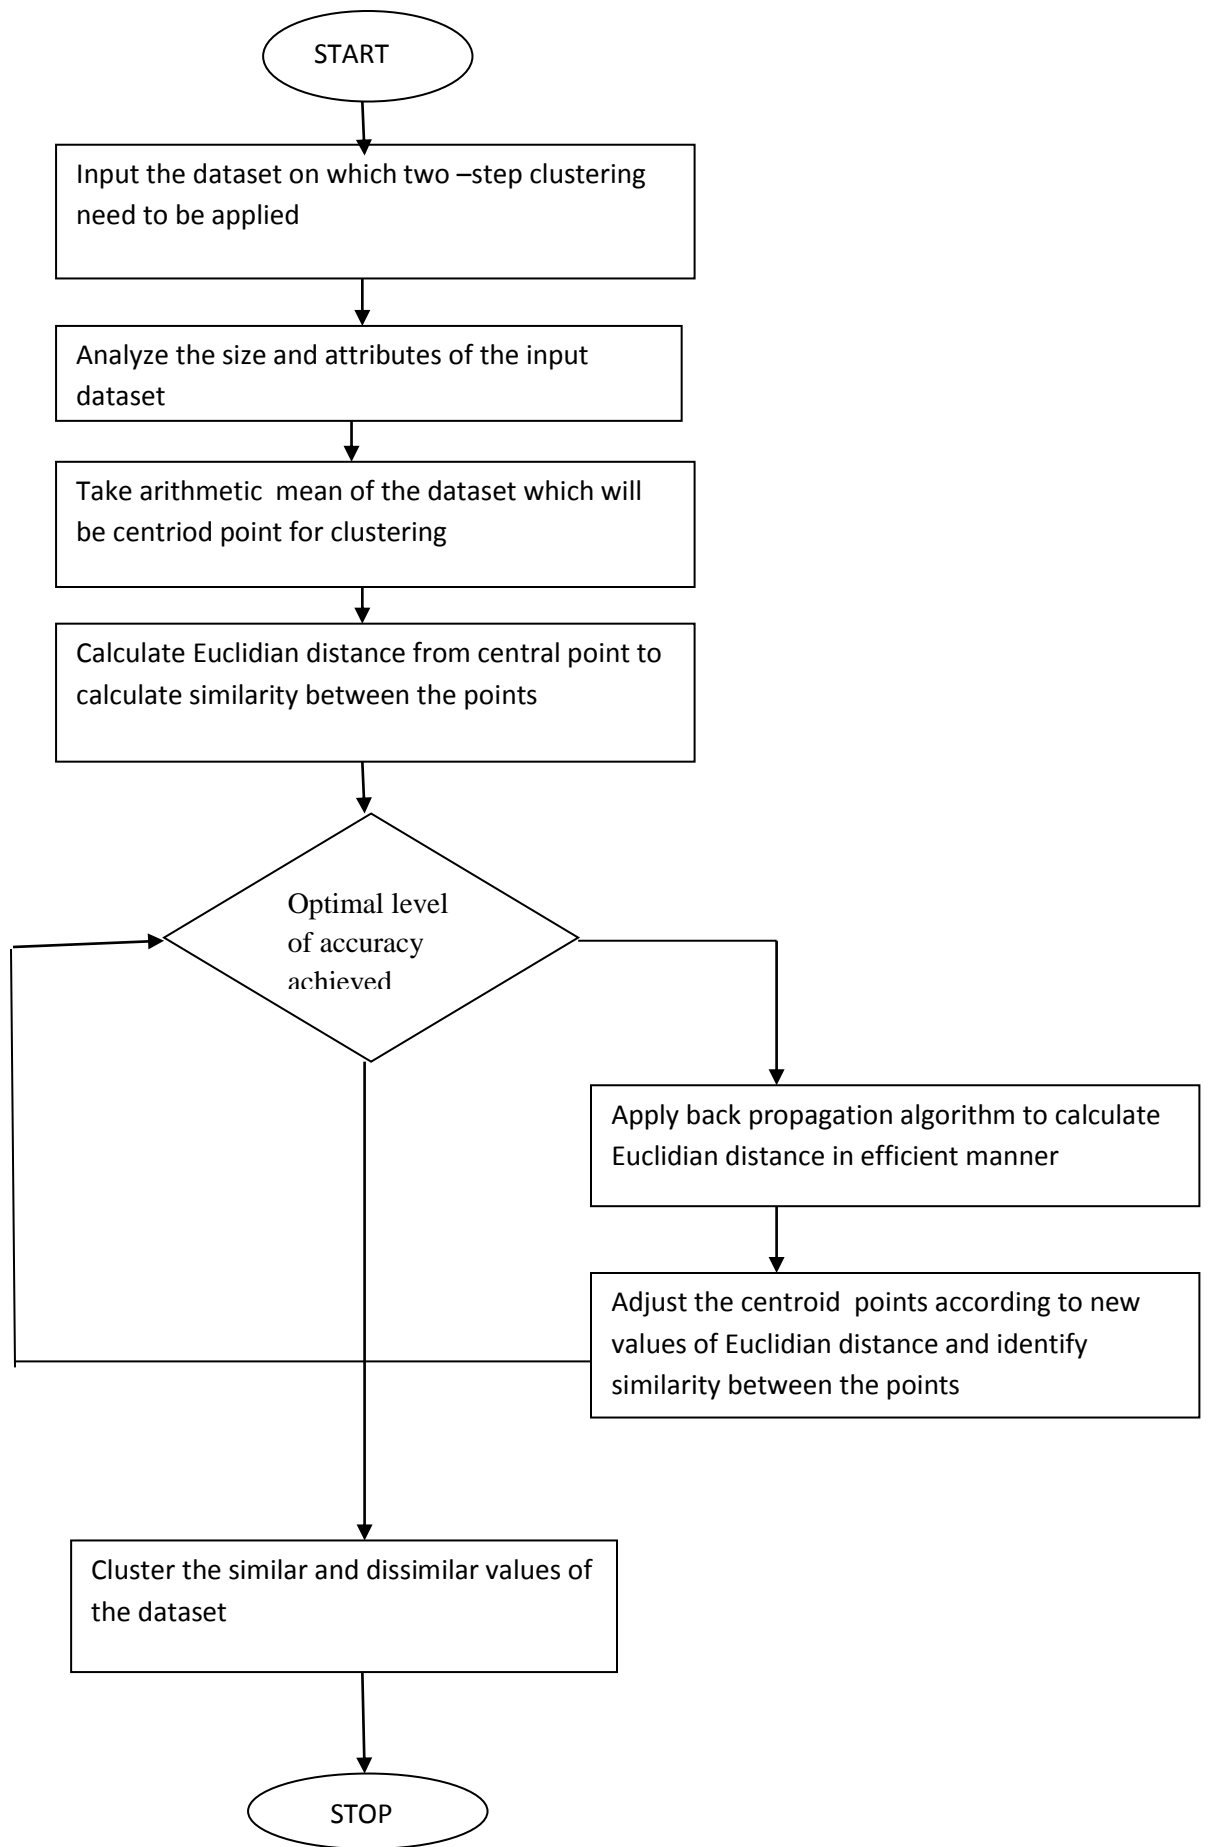 START
Input the dataset on which two –step clustering
need to be applied
Analyze the size and attributes of the input
dataset
Take arithmetic mean of the dataset which will
be centriod point for clustering
Calculate Euclidian distance from central point to
calculate similarity between the points
Optimal level
of accuracy
achieved
Apply back propagation algorithm to calculate
Euclidian distance in efficient manner
Adjust the centroid points according to new
values of Euclidian distance and identify
similarity between the points
Cluster the similar and dissimilar values of
the dataset
STOP